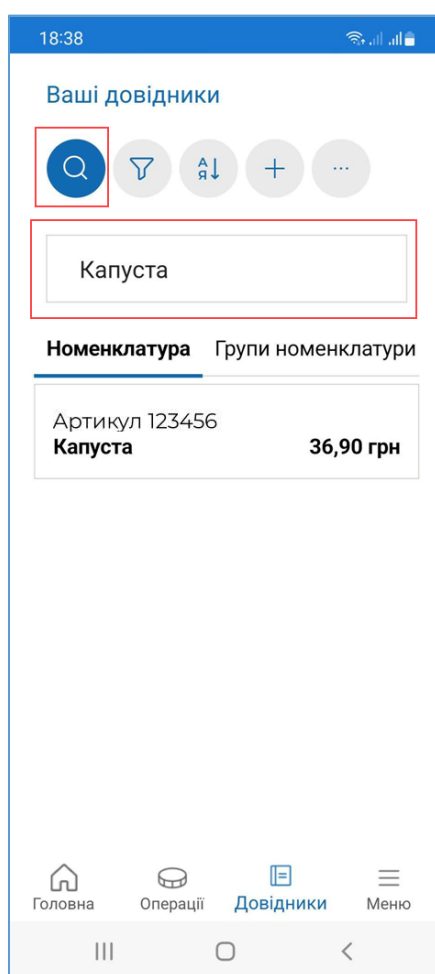 18:38
Ваші довідники
А
Я
Капуста
Номенклатура Групи номенклатури
Артикул 123456
Капуста 36,90 грн
Головна Операції Довідники Меню